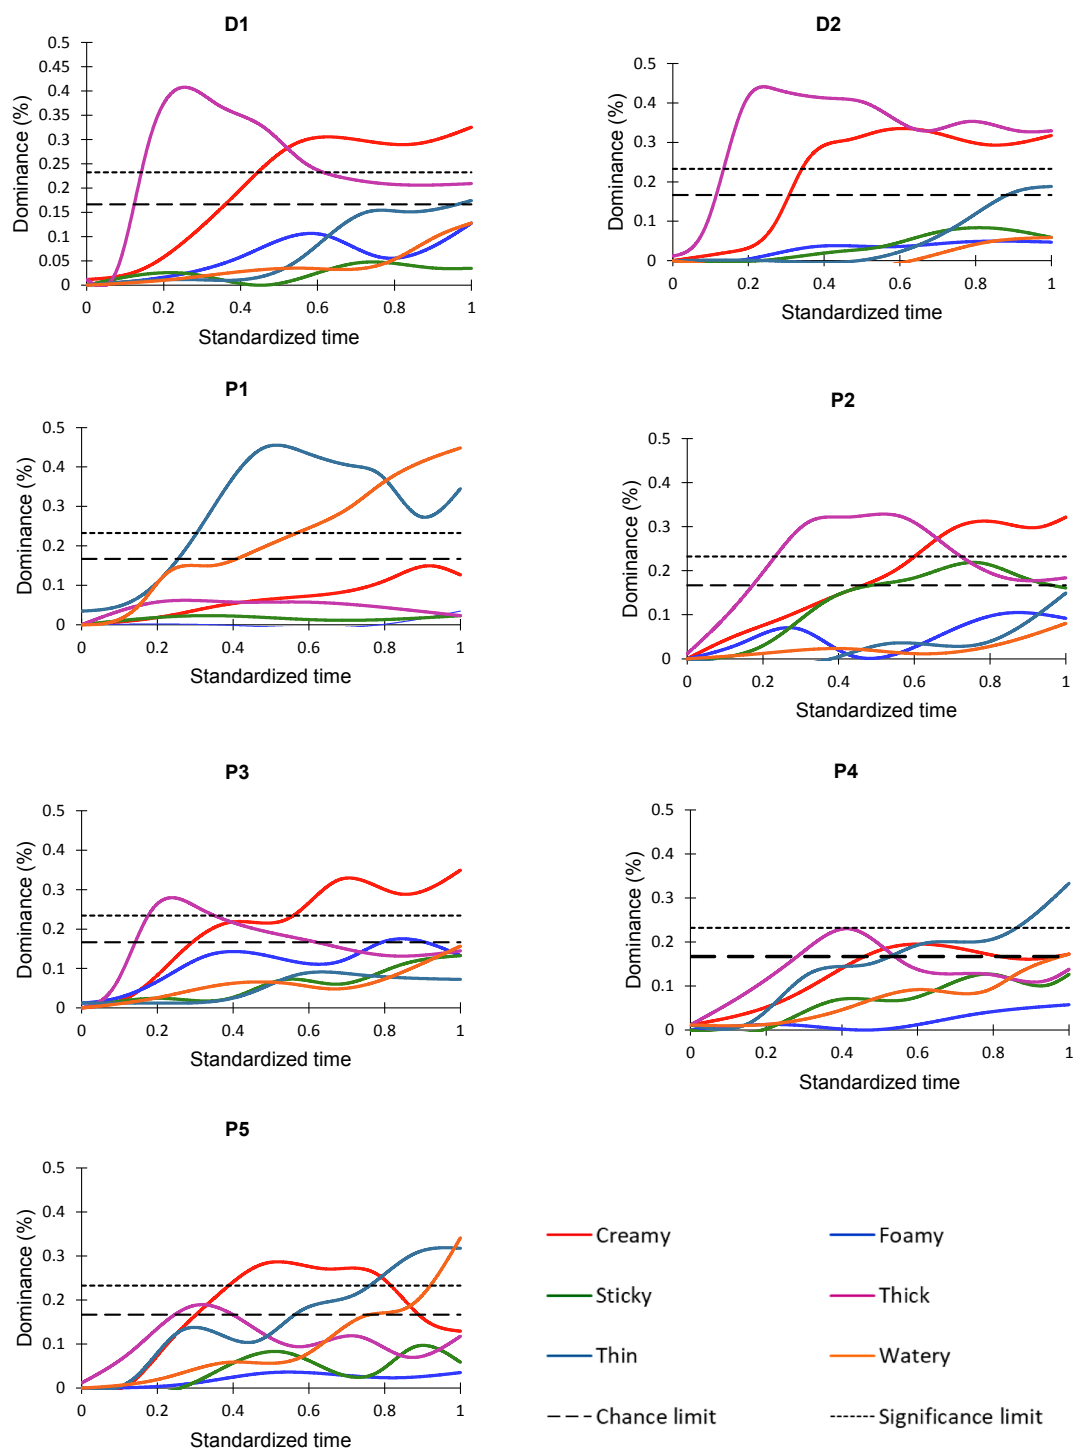 D1
0.5
0.45
0.4
0.35
0.3
0.25
0.2
0.15
0.1
0.05
0
Dominance (%)
0 0.2 0.4 0.6 0.8 1
Standardized time
D2
0.5
0.4
0.3
0.2
0.1
0
Dominance (%)
0 0.2 0.4 0.6 0.8 1
Standardized time
P1
0.5
0.4
0.3
0.2
0.1
0
Dominance (%)
0 0.2 0.4 0.6 0.8 1
Standardized time
P2
0.5
0.4
0.3
0.2
0.1
0
Dominance (%)
0 0.2 0.4 0.6 0.8 1
Standardized time
P3
0.5
0.4
0.3
0.2
0.1
0
Dominance (%)
0 0.2 0.4 0.6 0.8 1
Standardized time
P4
0.5
0.4
0.3
0.2
0.1
0
Dominance (%)
0 0.2 0.4 0.6 0.8 1
Standardized time
P5
0.5
0.4
0.3
0.2
0.1
0
Dominance (%)
0 0.2 0.4 0.6 0.8 1
Standardized time
Creamy Foamy
Sticky Thick
Thin Watery
Chance limit Significance limit